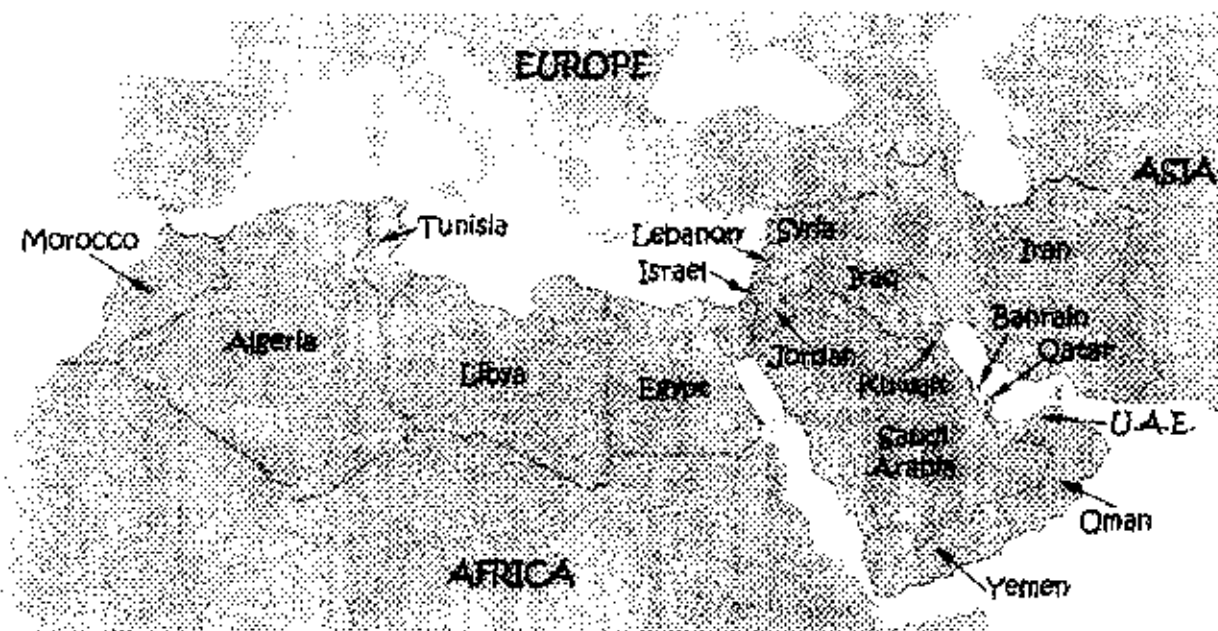 EUROPE
ASIA
Morocco
Tunisia
Lebanon
Syria
Israel
Iraq
Iran
Algeria
Libya
Egypt
Jordan
Kuwait
Bahrain
Qatar
U.A.E.
Saudi
Arabia
Oman
AFRICA
Yemen